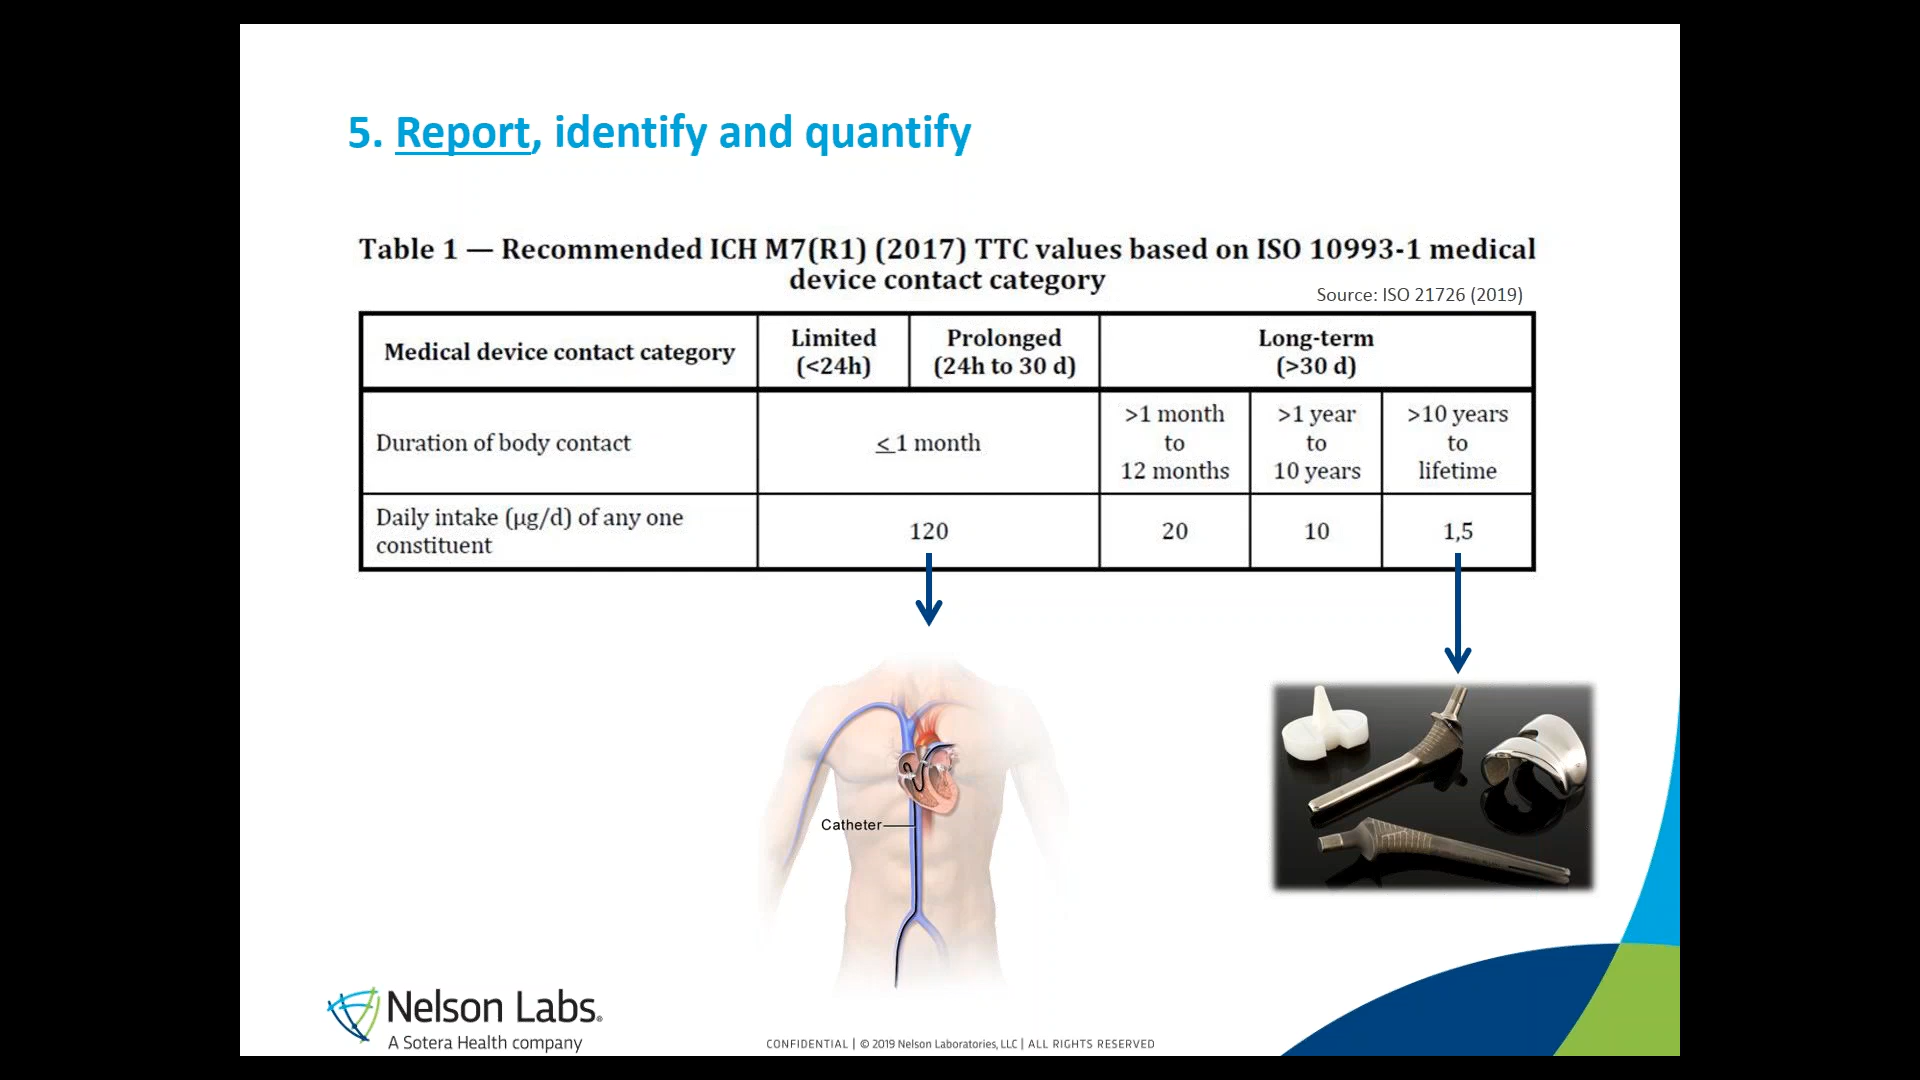 5. Report, identify and quantify
Table 1 — Recommended ICH M7(R1) (2017) TTC values based on ISO 10993-1 medical
device contact category
Source: ISO 21726 (2019)
Medical device contact category
Limited
(<24h)
Prolonged
(24h to 30 d)
Long-term
(>30 d)
Duration of body contact
≤ 1 month
>1 month
to
12 months
>1 year
to
10 years
>10 years
to
lifetime
Daily intake (µg/d) of any one
constituent
120
20
10
1,5
Catheter
Nelson Labs®
A Sotera Health company
CONFIDENTIAL | © 2019 Nelson Laboratories, LLC | ALL RIGHTS RESERVED